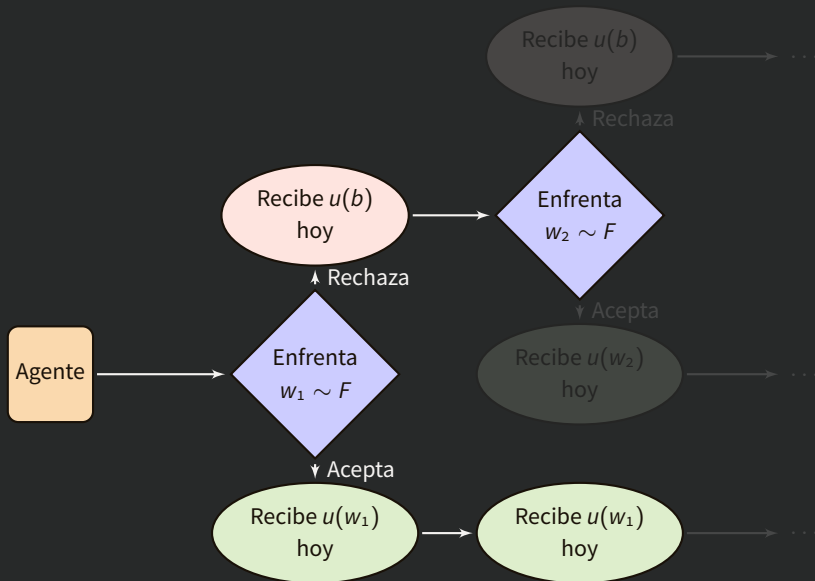 Recibe u(b)
hoy
Rechaza
Recibe u(b)
hoy
Enfrenta
w₂ ∼ F
Rechaza
Acepta
Agente
Enfrenta
w₁ ∼ F
Recibe u(w₂)
hoy
Acepta
Recibe u(w₁)
hoy
Recibe u(w₁)
hoy